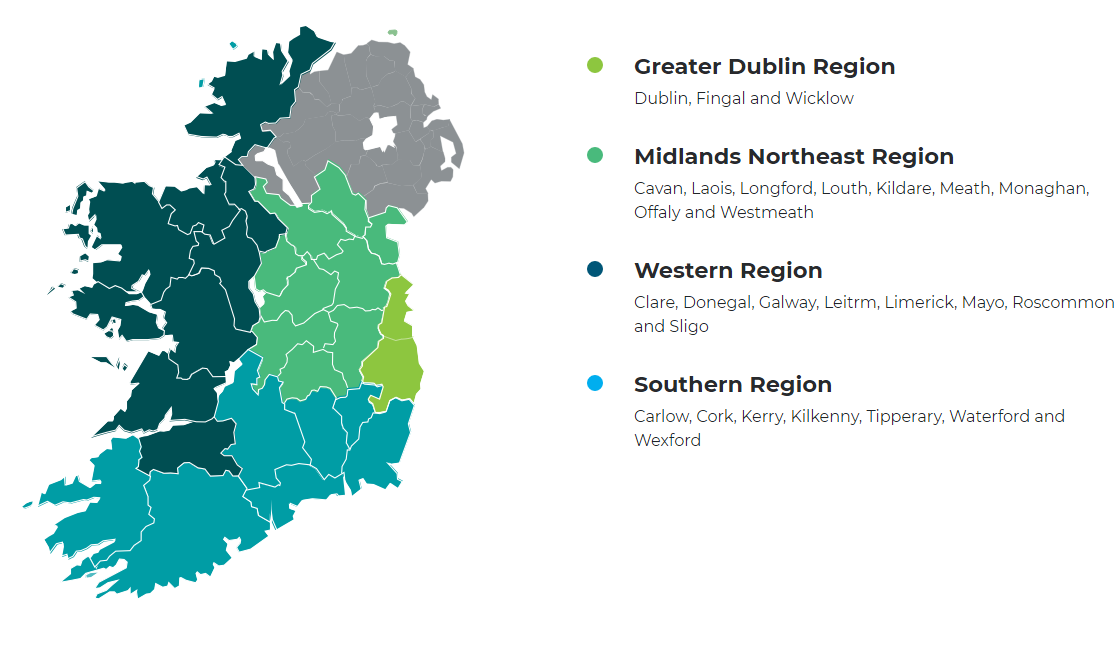 Greater Dublin Region
Dublin, Fingal and Wicklow
Midlands Northeast Region
Cavan, Laois, Longford, Louth, Kildare, Meath, Monaghan,
Offaly and Westmeath
Western Region
Clare, Donegal, Galway, Leitrm, Limerick, Mayo, Roscommon
and Sligo
Southern Region
Carlow, Cork, Kerry, Kilkenny, Tipperary, Waterford and
Wexford